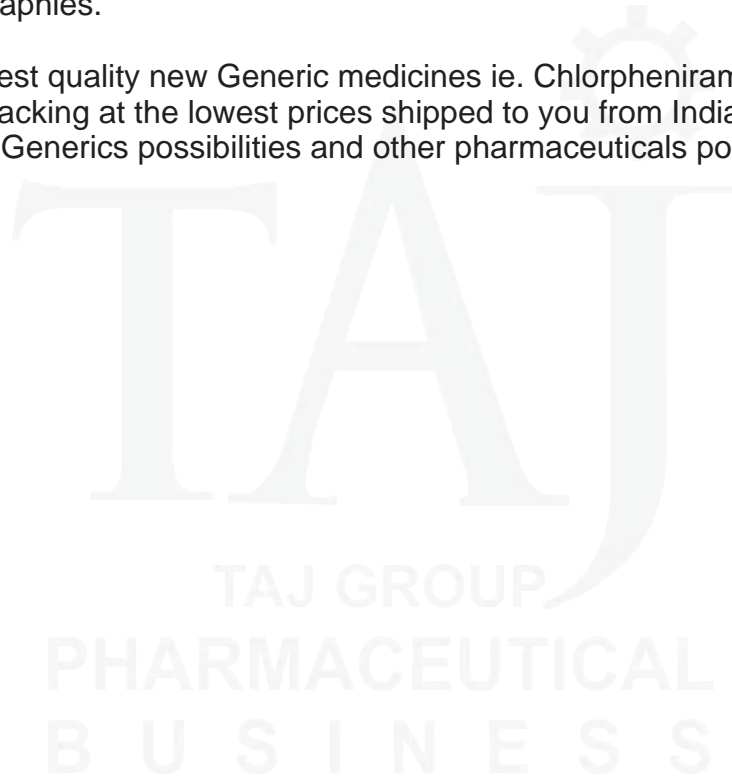 aphies.
est quality new Generic medicines ie. Chlorpheniram
acking at the lowest prices shipped to you from India
Generics possibilities and other pharmaceuticals po
TAJ
TAJ GROUP
PHARMACEUTICAL
BUSINESS